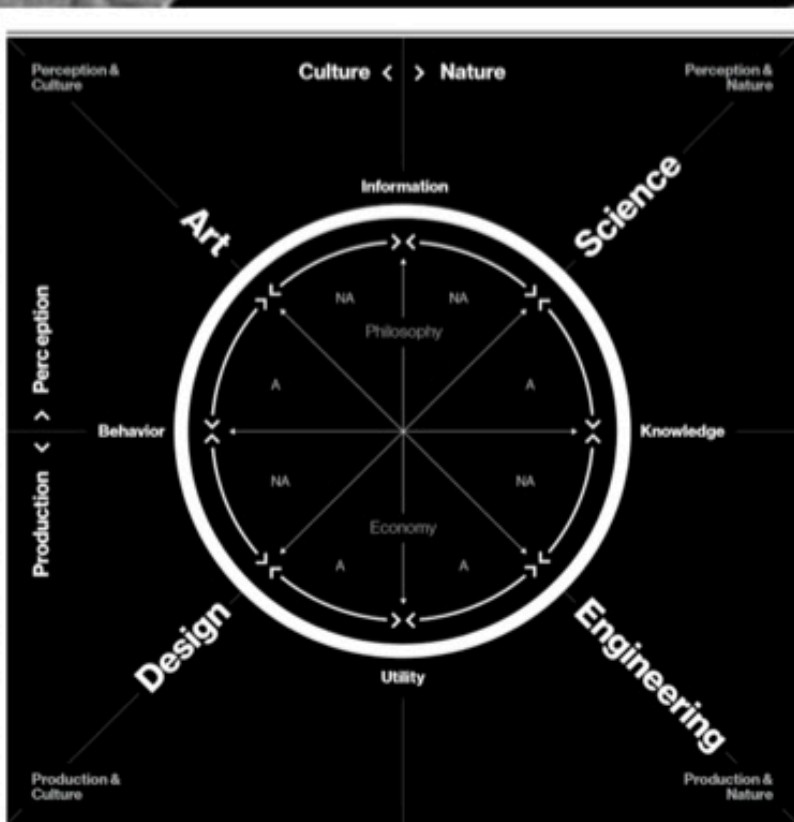 Perception &
Culture
Culture < > Nature
Perception &
Nature
Information
Art
Science
NA
NA
Philosophy
Production < > Perception
A
A
Behavior
Knowledge
NA
NA
Economy
A
A
Design
Engineering
Utility
Production &
Culture
Production &
Nature